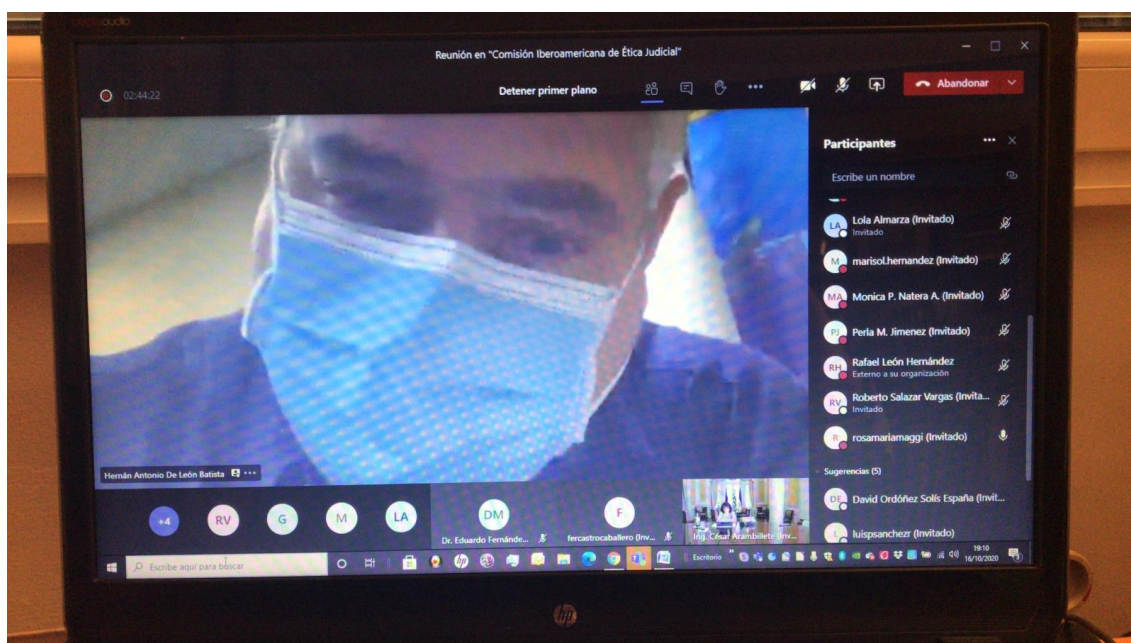 Reunión en "Comisión Iberoamericana de Ética Judicial"
02:44:22
Detener primer plano
Abandonar
Participantes
Escribe un nombre
LA
Lola Almarza (Invitado)
Invitado
M
marisol.hernandez (Invitado)
MA
Monica P. Natera A. (Invitado)
PJ
Perla M. Jimenez (Invitado)
RH
Rafael León Hernández
Externo a su organización
RV
Roberto Salazar Vargas (Invita...
Invitado
R
rosamariamaggi (Invitado)
Sugerencias (5)
David Ordóñez Solís España (Invit...
L
luispsanchezr (Invitado)
Hernán Antonio De León Batista
+4
RV
G
M
LA
DM
Dr. Eduardo Fernánde...
F
fercastrocaballero (Inv...
Ing. César Arambillete (Inv...
Escribe aquí para buscar
Escritorio
19:10
16/10/2020
hp